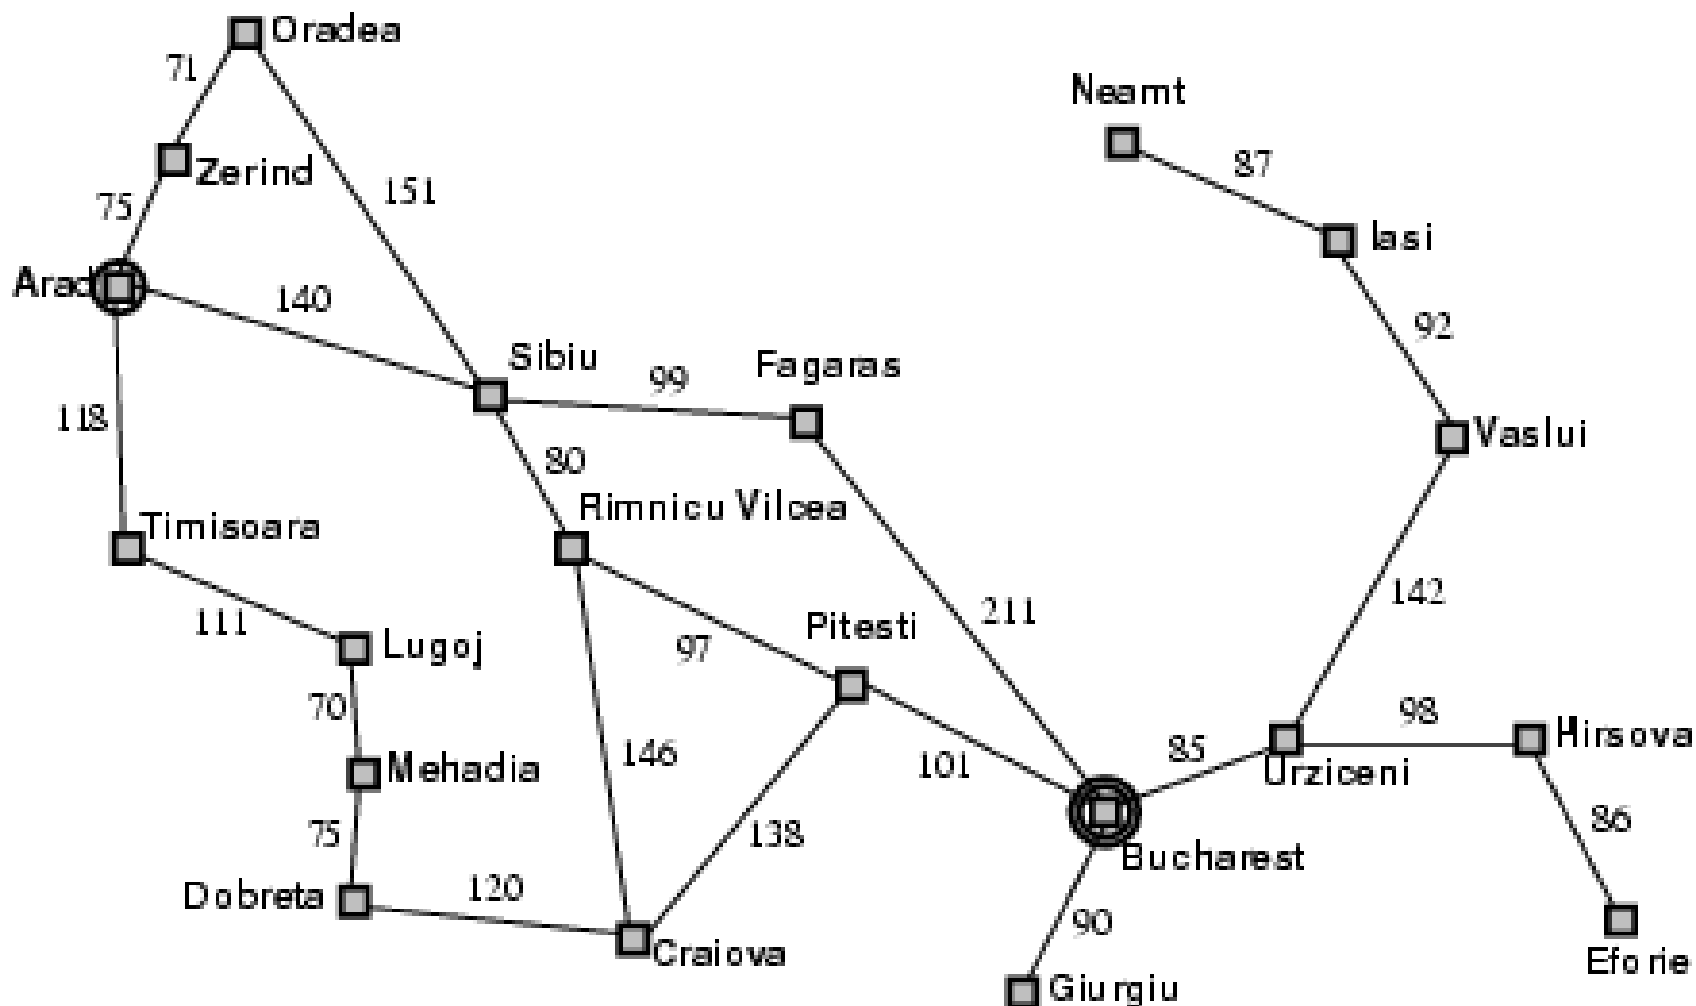 Oradea
71
Neamt
87
Zerind
151
75
Iasi
Arad
140
92
Sibiu
Fagaras
99
118
Vaslui
80
Rimnicu Vilcea
Timisoara
142
211
Pitesti
111
97
Lugoj
70
98
Hirsova
146
85
101
Mehadia
Urziceni
75
138
86
Bucharest
Dobreta
120
90
Craiova
Eforie
Giurgiu